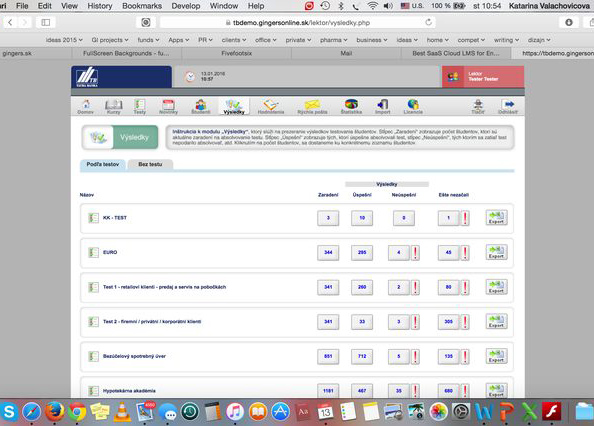 File Edit View History Bookmarks Develop Window Help U.S. 100 % st 10:54 Katarina Valachovicova
tbdemo.gingersonline.sk/lektor/vysledky.php
ideas 2015 GI projects funds Apps PR clients office private pharma business ideas home compet writing dizajn
gingers.sk FullScreen Backgrounds - fu... Fivefootsix Mail Best SaaS Cloud LMS for En... https://tbdemo.gingerson
TATRA BANKA
13.01.2016
10:57
Lektor
Tester Tester
Domov Kurzy Testy Novinky Študenti Výsledky Hodnotenia Rýchla pošta Štatistika Import Licencia Tlačiť Odhlásiť
Výsledky
Inštrukcia k modulu „Výsledky“, ktorý slúži na prezeranie výsledkov testovania študentov. Stĺpec „Zaradení“ zobrazuje počet študentov, ktorí sú
aktuálne zaradení na absolvovanie testu. Stĺpec „Úspešní“ zobrazuje tých, ktorí úspešne absolvovali test, stĺpec „Neúspešní“, tých ktorím sa zatiaľ test
nepodarilo absolvovať, atď. Kliknutím na počet študentov, sa dostaneme ku konkrétnemu zoznamu študentov.
Podľa testov Bez testu
Výsledky
Názov Zaradení Úspešní Neúspešní Ešte nezačali
KK - TEST 3 10 0 1 Export
EURO 344 295 4 45 Export
Test 1 - retailoví klienti - predaj a servis na pobočkách 341 260 2 80 Export
Test 2 - firemní / privátni / korporátni klienti 341 33 3 305 Export
Bezúčelový spotrebný úver 851 712 5 135 Export
Hypotekárna akadémia 1181 467 35 680 Export
13